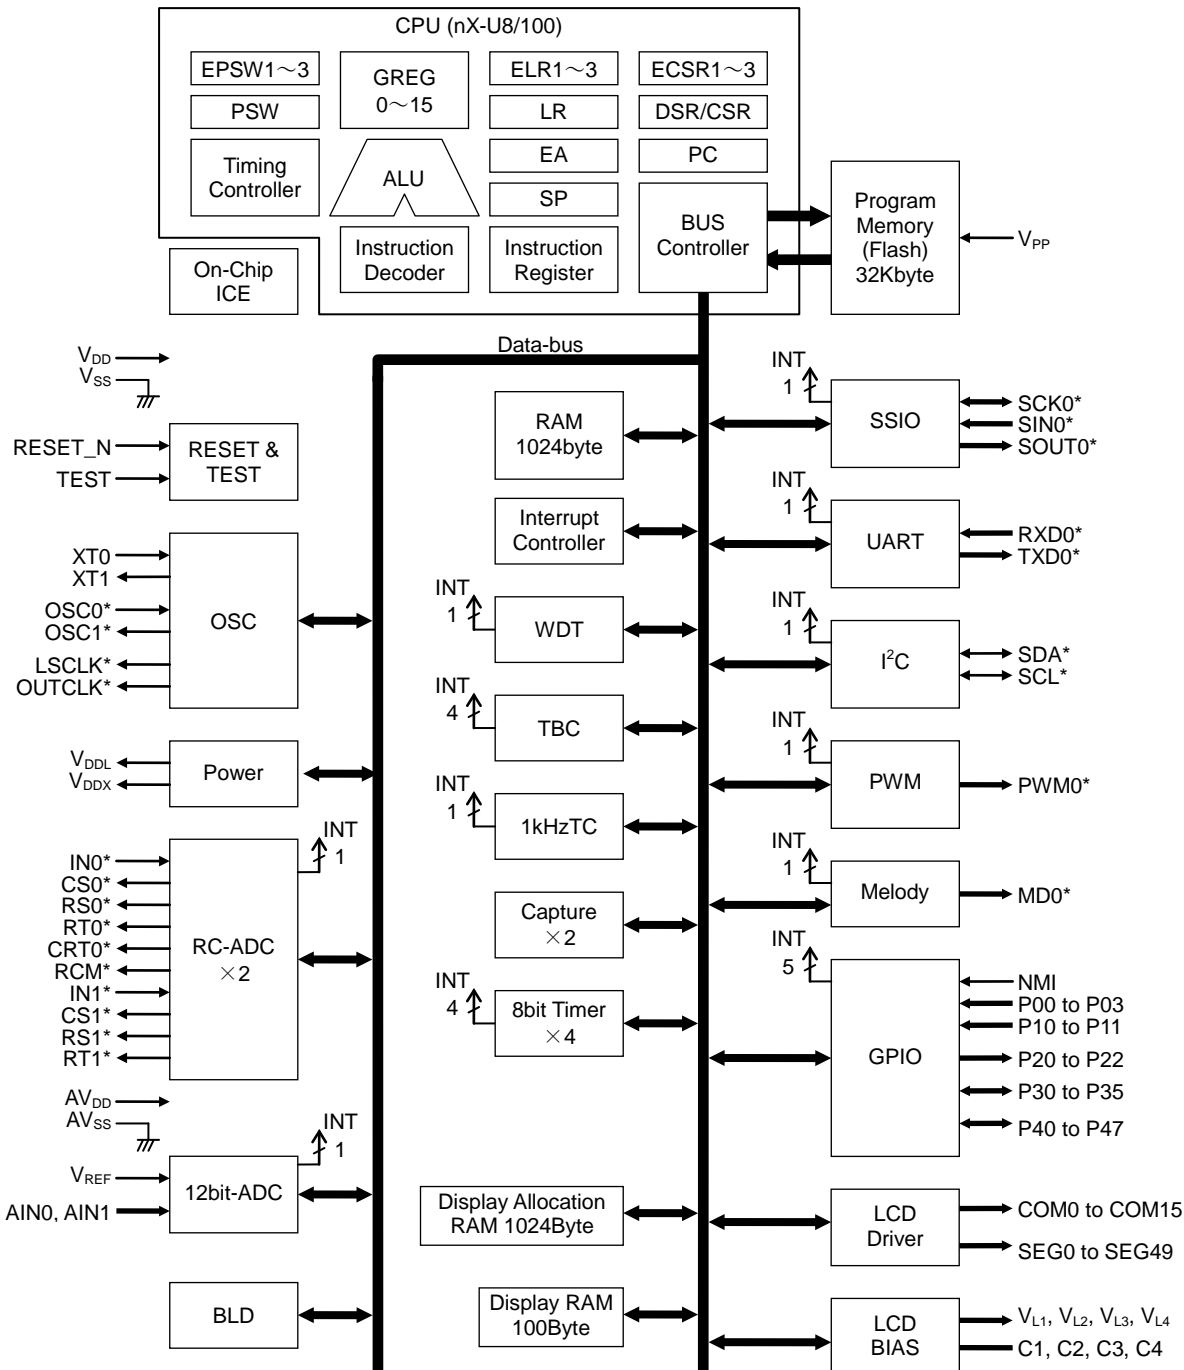 CPU (nX-U8/100)
EPSW1～3
GREG
0～15
ELR1～3
ECSR1～3
PSW
LR
DSR/CSR
Timing
Controller
ALU
EA
PC
SP
BUS
Controller
Program
Memory
(Flash)
32Kbyte
VPP
On-Chip
ICE
Instruction
Decoder
Instruction
Register
Data-bus
VDD
VSS
RESET_N
TEST
RESET &
TEST
XT0
XT1
OSC0*
OSC1*
LSCLK*
OUTCLK*
OSC
VDDL
VDDX
Power
INT
1
IN0*
CS0*
RS0*
RT0*
CRT0*
RCM*
IN1*
CS1*
RS1*
RT1*
RC-ADC
×2
AVDD
AVSS
INT
1
VREF
AIN0, AIN1
12bit-ADC
BLD
RAM
1024byte
Interrupt
Controller
INT
1
WDT
INT
4
TBC
INT
1
1kHzTC
Capture
×2
INT
4
8bit Timer
×4
Display Allocation
RAM 1024Byte
Display RAM
100Byte
INT
1
SSIO
SCK0*
SIN0*
SOUT0*
INT
1
UART
RXD0*
TXD0*
INT
1
I²C
SDA*
SCL*
INT
1
PWM
PWM0*
INT
1
Melody
MD0*
INT
5
GPIO
NMI
P00 to P03
P10 to P11
P20 to P22
P30 to P35
P40 to P47
LCD
Driver
COM0 to COM15
SEG0 to SEG49
LCD
BIAS
VL1, VL2, VL3, VL4
C1, C2, C3, C4